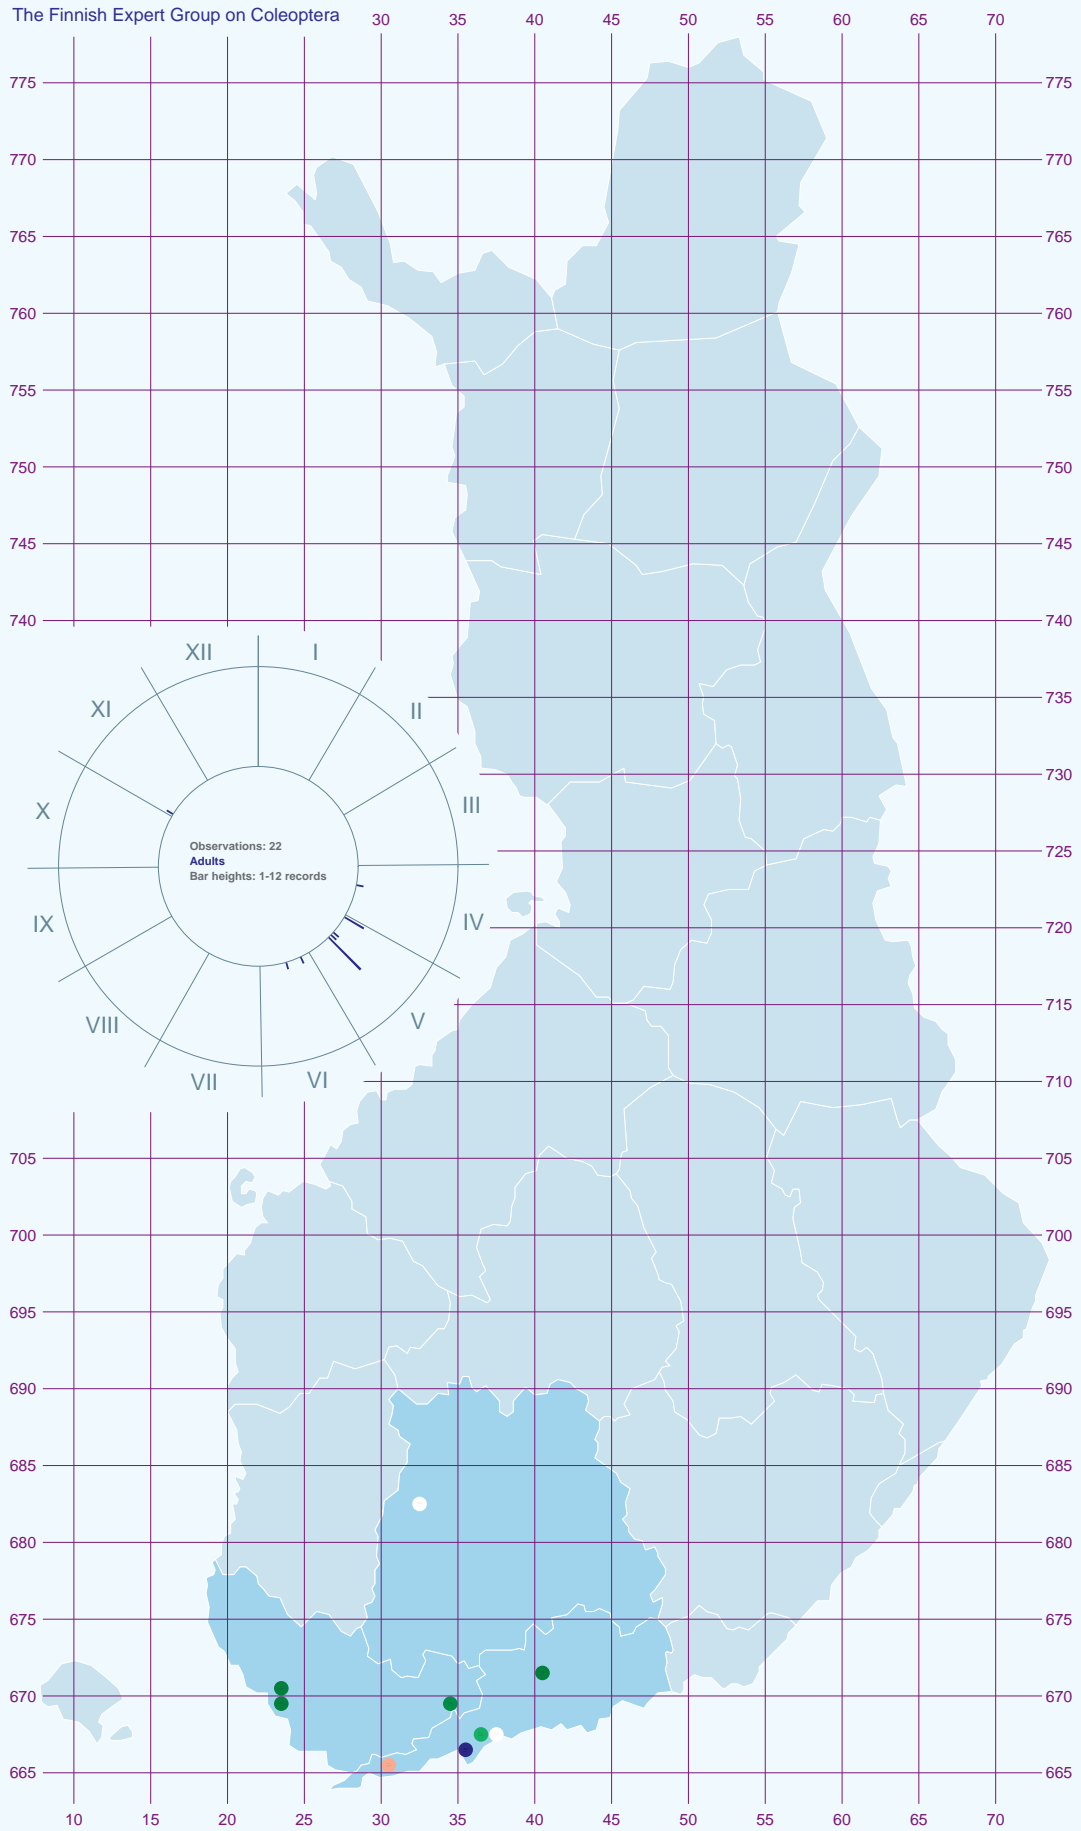 The Finnish Expert Group on Coleoptera
30 35 40 45 50 55 60 65 70
775 775
770 770
765 765
760 760
755 755
750 750
745 745
740 740
XII I
XI II
735
730
X III
Observations: 22
Adults
Bar heights: 1-12 records
725
IX IV
720
715
VIII V
VII VI
710
705 705
700 700
695 695
690 690
685 685
680 680
675 675
670 670
665 665
10 15 20 25 30 35 40 45 50 55 60 65 70